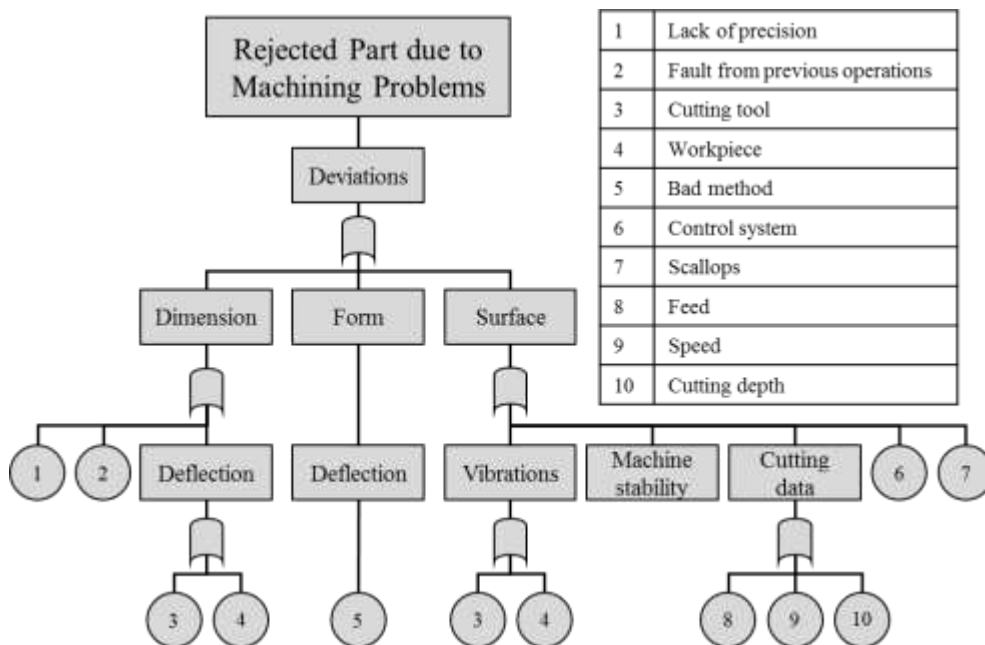 Rejected Part due to
Machining Problems
Deviations
Dimension
Form
Surface
1
2
Deflection
Deflection
Vibrations
Machine
stability
Cutting
data
6
7
3
4
5
3
4
8
9
10
1 Lack of precision
2 Fault from previous operations
3 Cutting tool
4 Workpiece
5 Bad method
6 Control system
7 Scallops
8 Feed
9 Speed
10 Cutting depth